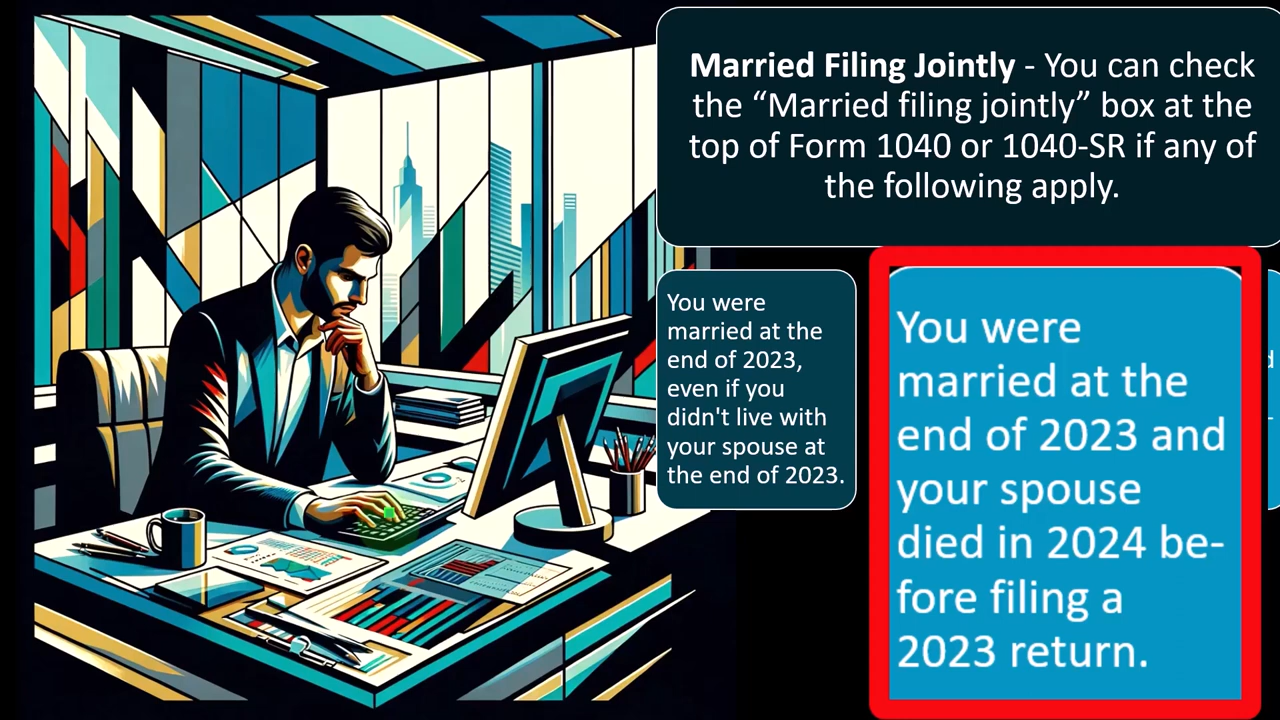 Married Filing Jointly - You can check
the “Married filing jointly” box at the
top of Form 1040 or 1040-SR if any of
the following apply.
You were
married at the
end of 2023,
even if you
didn't live with
your spouse at
the end of 2023.
You were
married at the
end of 2023 and
your spouse
died in 2024 be-
fore filing a
2023 return.